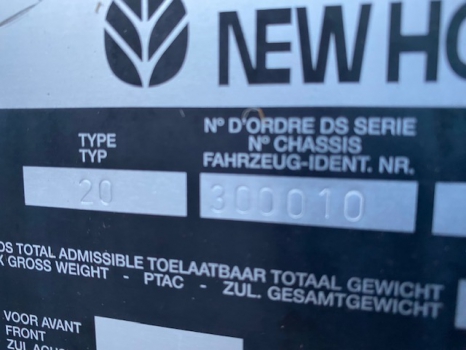 NEW HO
TYPE
TYP
20
Nº D'ORDRE DS SERIE
Nº CHASSIS
FAHRZEUG-IDENT. NR.
300010
DS TOTAL ADMISSIBLE TOELAATBAAR TOTAAL GEWICHT
X GROSS WEIGHT - PTAC - ZUL. GESAMTGEWICHT
VOOR AVANT
FRONT